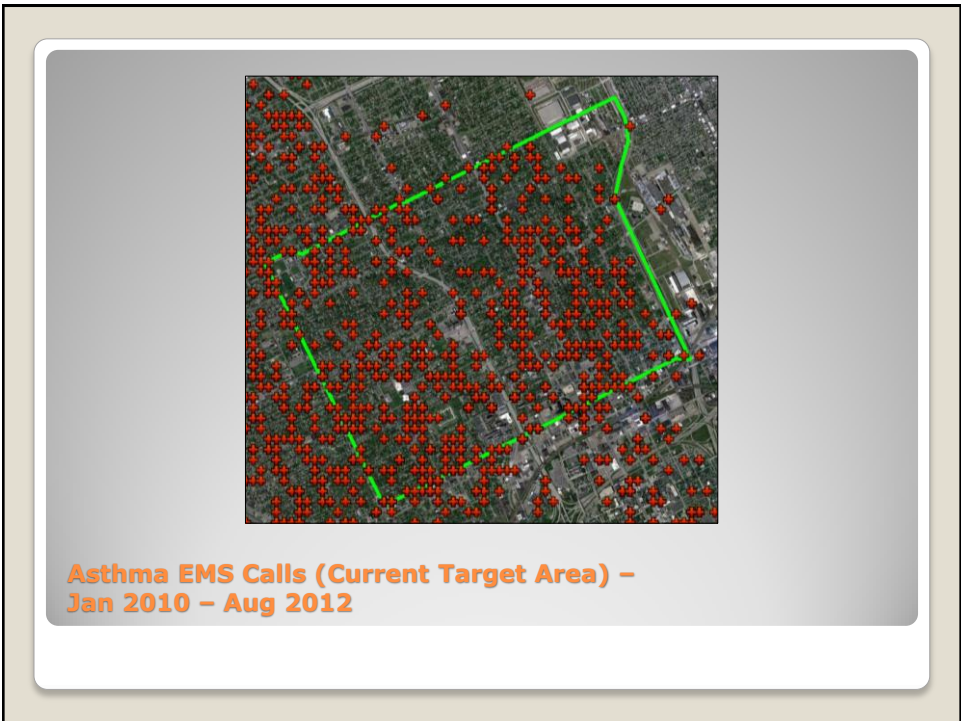 Asthma EMS Calls (Current Target Area) –
Jan 2010 – Aug 2012